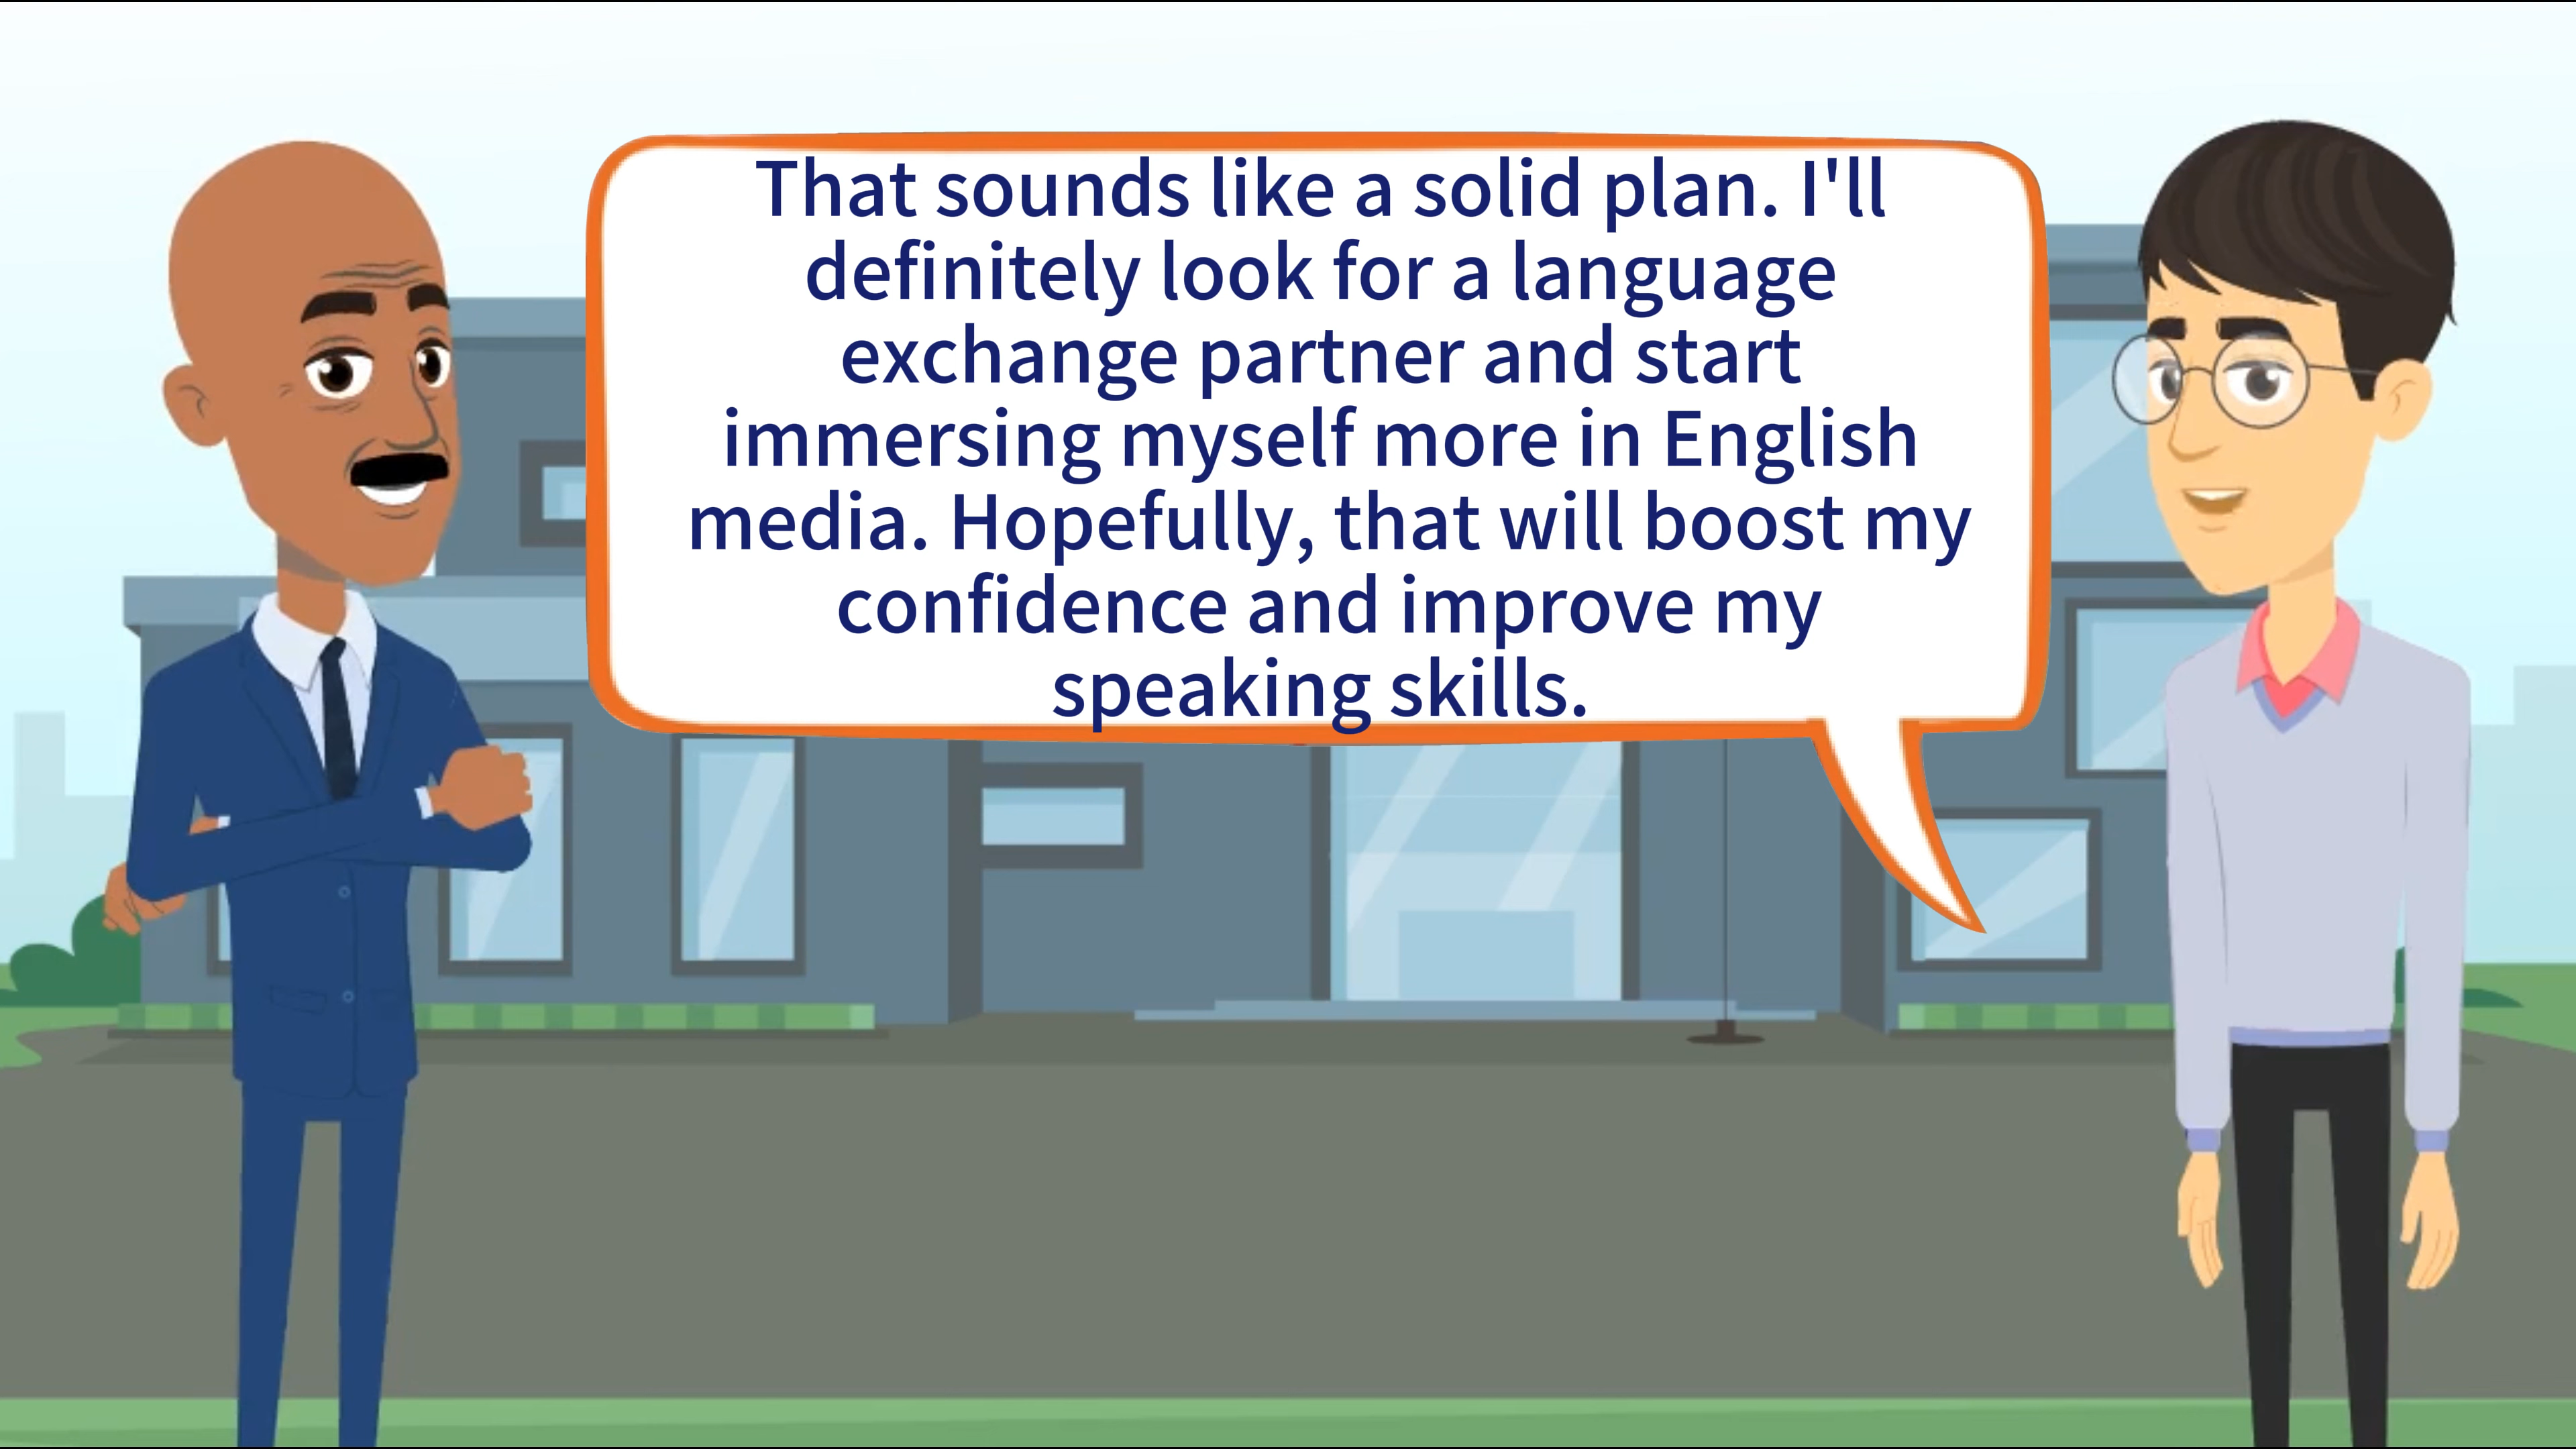 That sounds like a solid plan. I'll
definitely look for a language
exchange partner and start
immersing myself more in English
media. Hopefully, that will boost my
confidence and improve my
speaking skills.